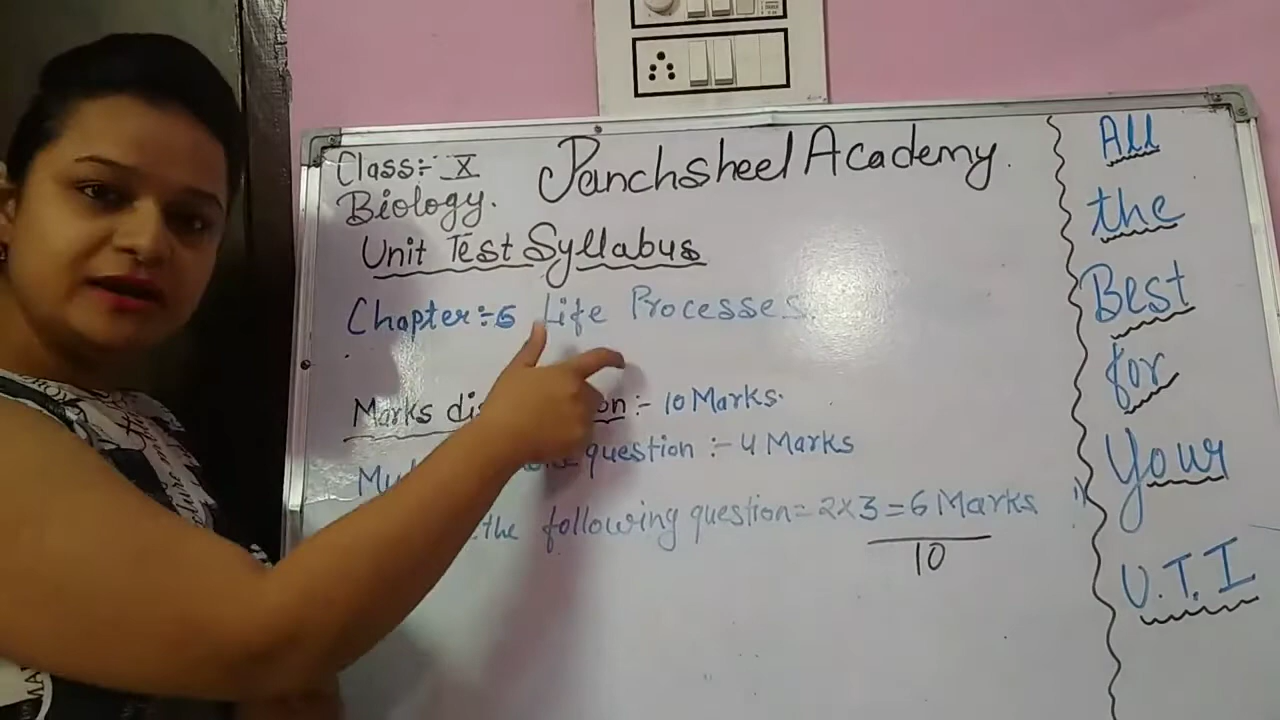 Class:- X
Panchsheel Academy.
Biology.
Unit Test Syllabus
Chapter:- 6 Life Processes
Marks :- 10 Marks.
question :- 4 Marks
the following question = 2x3 = 6 Marks
10
All
the
Best
for
Your
U.T.I